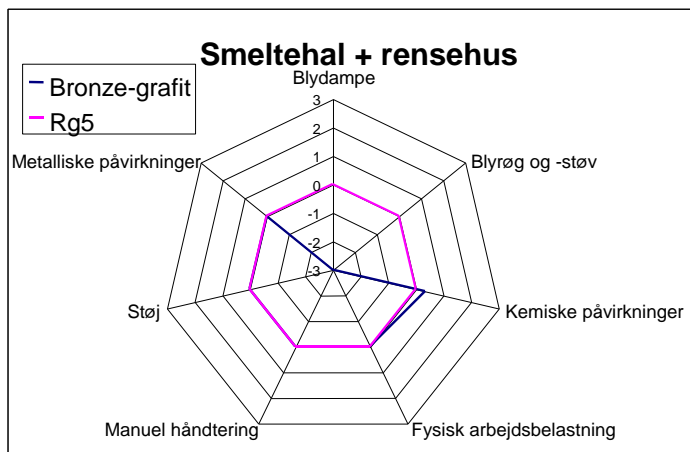 Smeltehal + rensehus
Bronze-grafit
Rg5
Blydampe
3
2
1
0
-1
-2
-3
Blyrøg og -støv
Kemiske påvirkninger
Fysisk arbejdsbelastning
Manuel håndtering
Støj
Metalliske påvirkninger